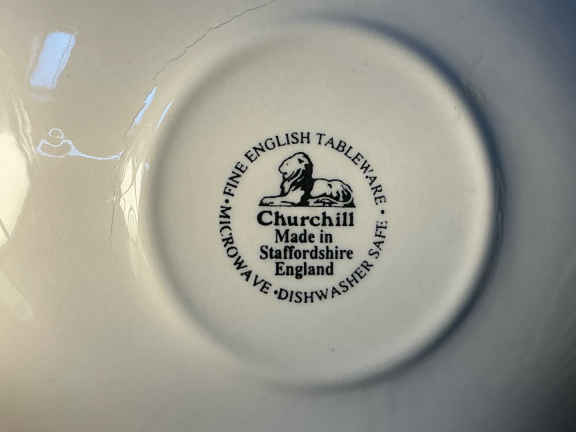 • FINE ENGLISH TABLEWARE •
Churchill
Made in
Staffordshire
England
MICROWAVE • DISHWASHER SAFE